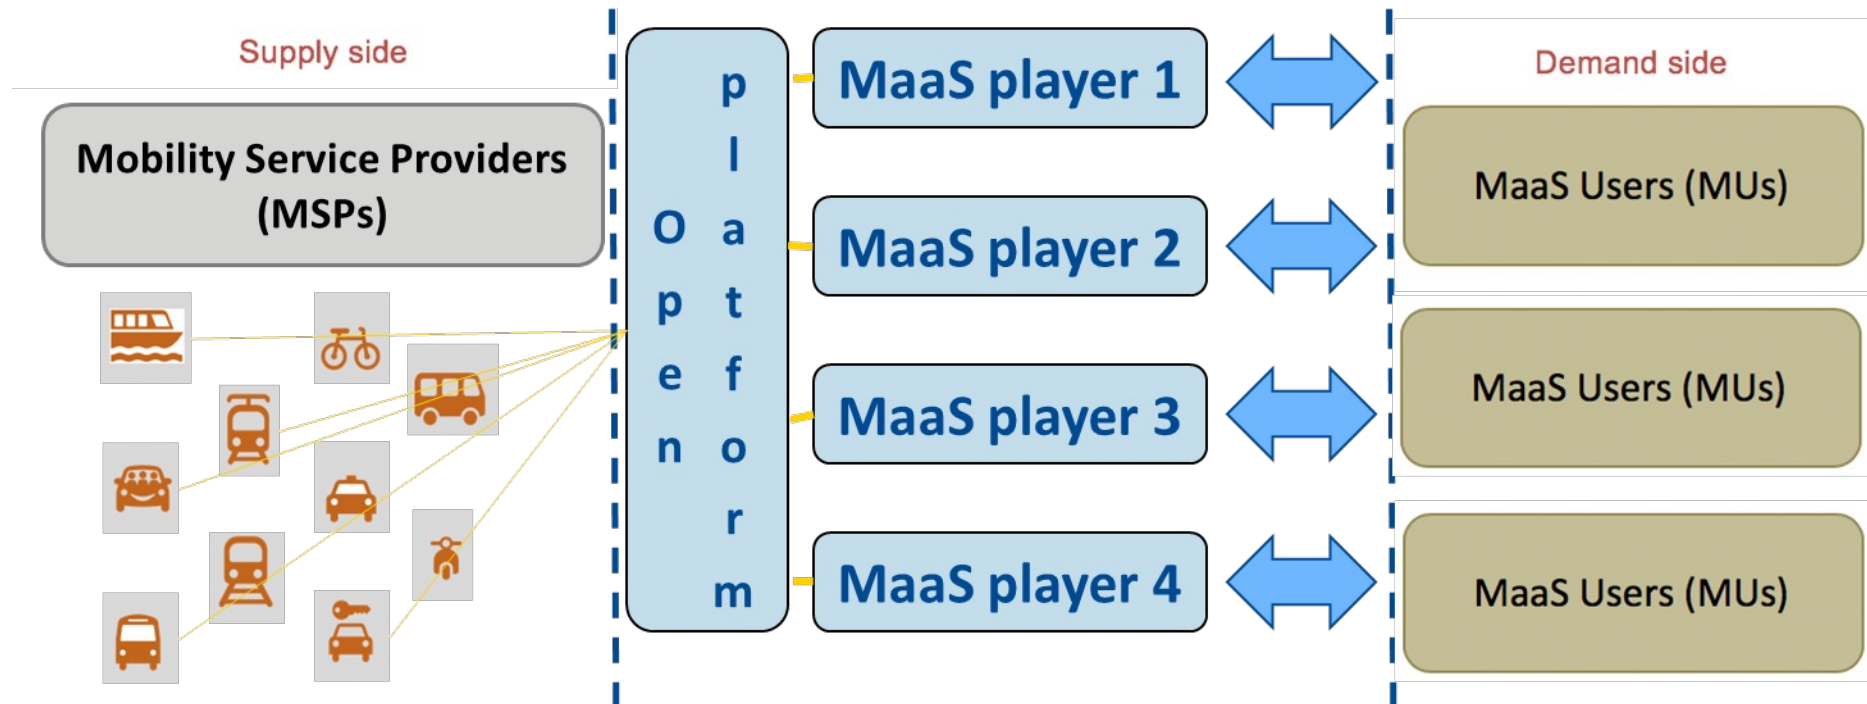 Supply side
Mobility Service Providers
(MSPs)
Open
platform
MaaS player 1
MaaS player 2
MaaS player 3
MaaS player 4
Demand side
MaaS Users (MUs)
MaaS Users (MUs)
MaaS Users (MUs)